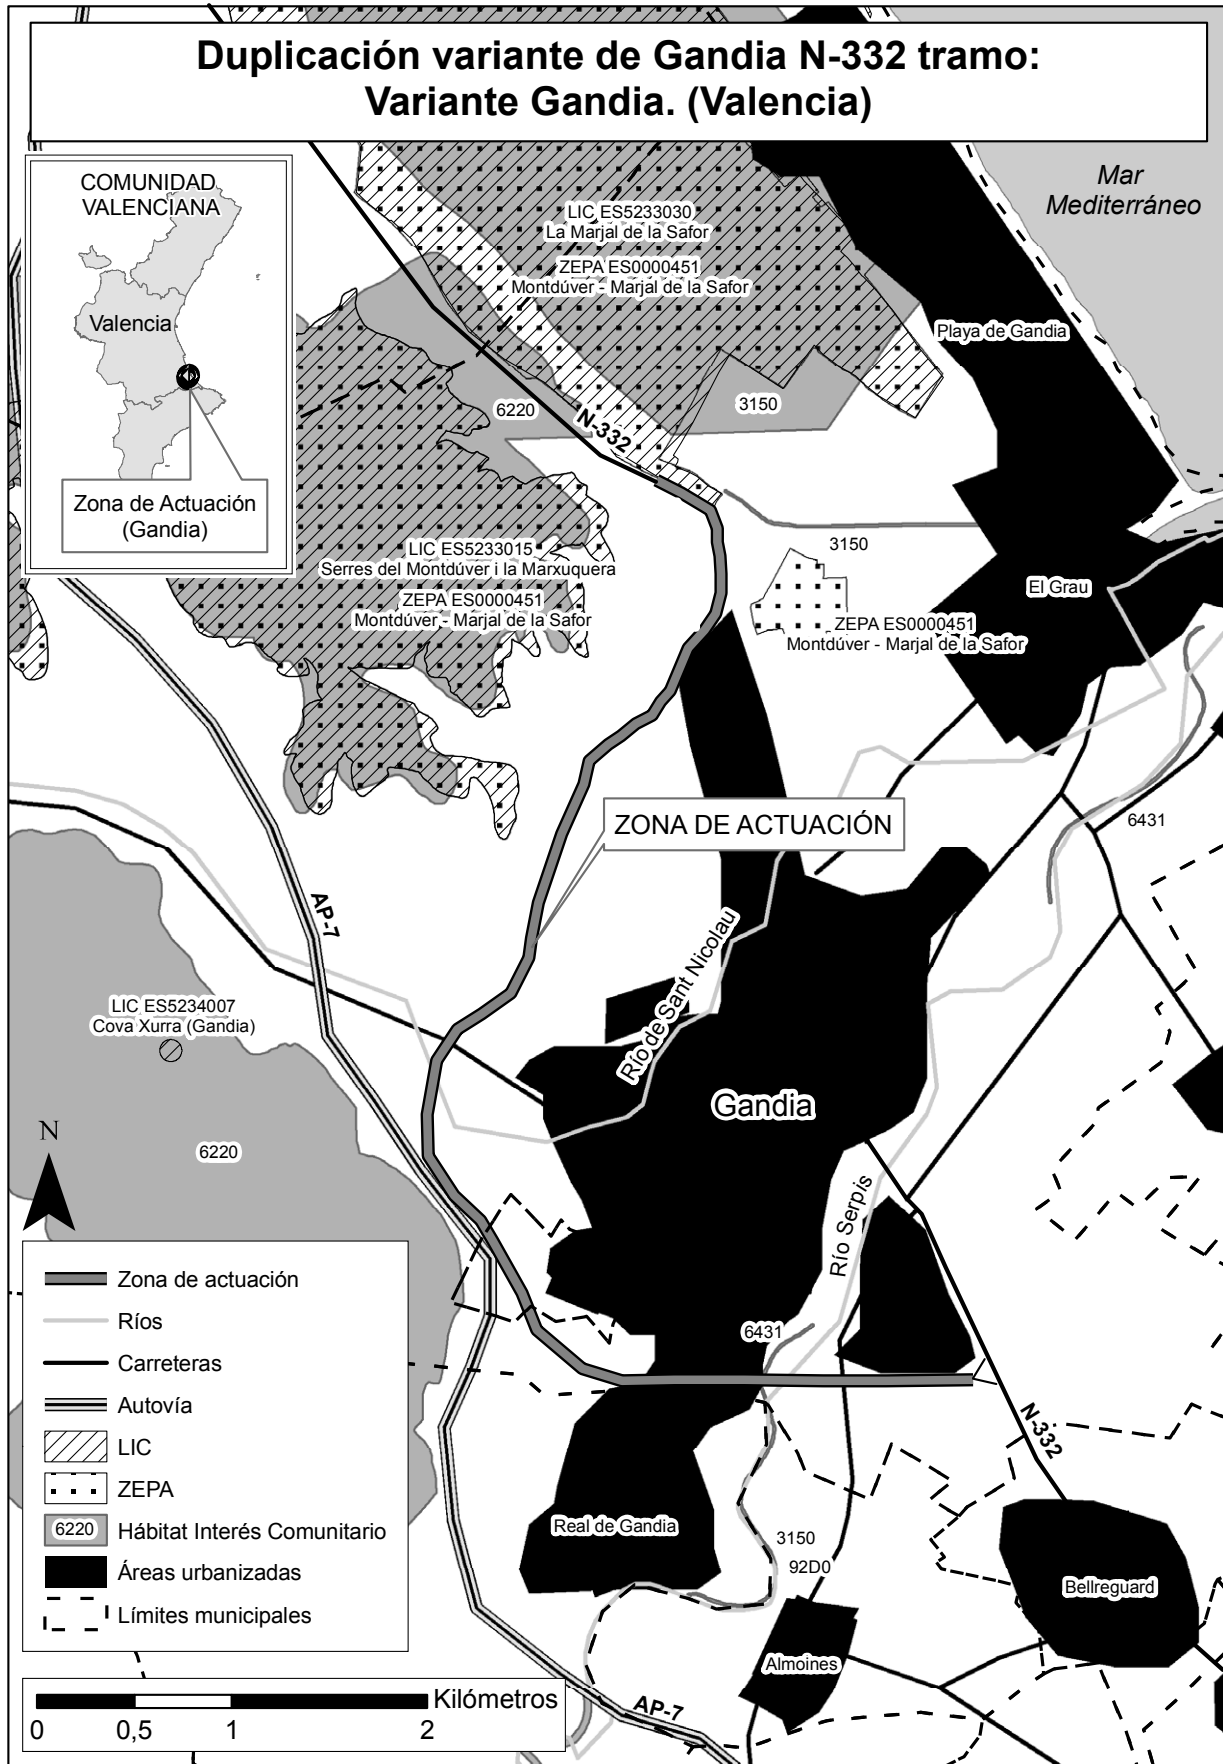 Duplicación variante de Gandia N-332 tramo:
Variante Gandia. (Valencia)
COMUNIDAD
VALENCIANA
Valencia
Zona de Actuación
(Gandia)
Mar
Mediterráneo
LIC ES5233030
La Marjal de la Safor
ZEPA ES0000451
Montdúver - Marjal de la Safor
Playa de Gandia
6220
3150
N-332
3150
LIC ES5233015
Serres del Montdúver i la Marxuquera
ZEPA ES0000451
Montdúver - Marjal de la Safor
El Grau
ZEPA ES0000451
Montdúver - Marjal de la Safor
ZONA DE ACTUACIÓN
6431
AP-7
Río de Sant Nicolau
LIC ES5234007
Cova Xurra (Gandia)
Gandia
N
6220
Río Serpis
6431
N-332
Real de Gandia
3150
92D0
Bellreguard
Almoines
AP-7
Zona de actuación
Ríos
Carreteras
Autovía
LIC
ZEPA
6220 Hábitat Interés Comunitario
Áreas urbanizadas
Límites municipales
Kilómetros
0 0,5 1 2